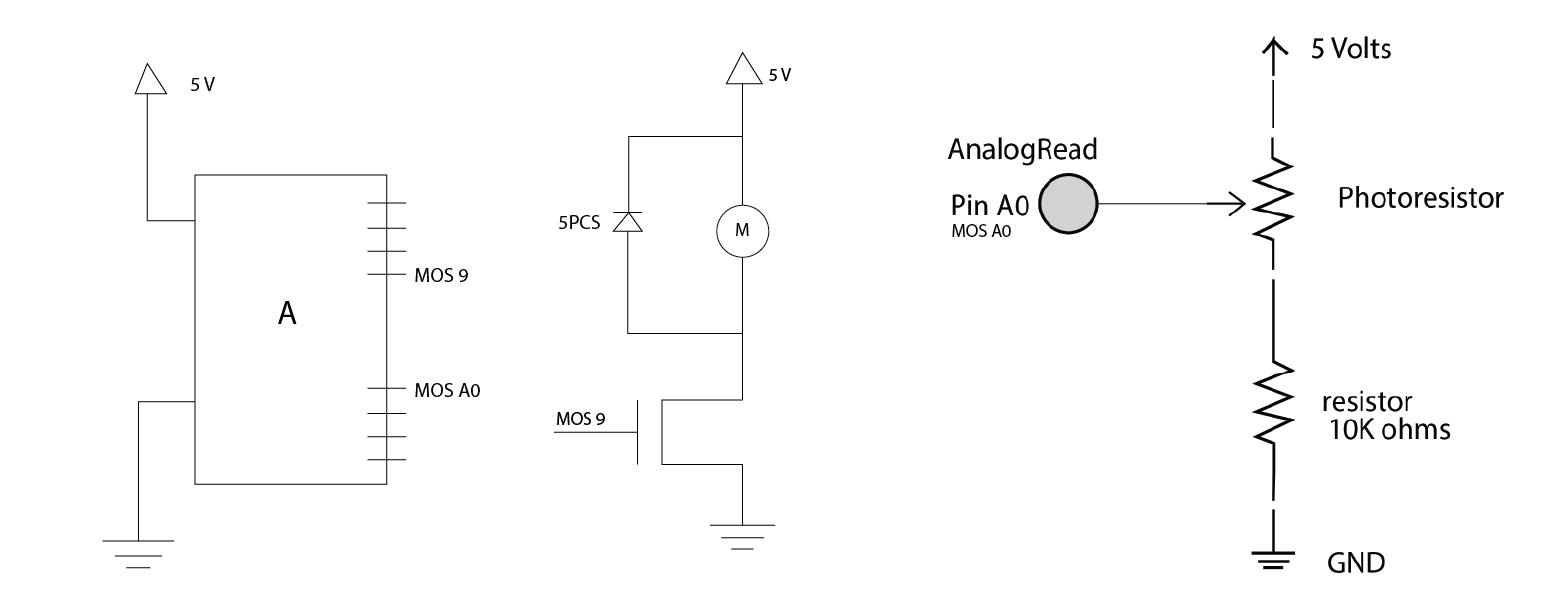 5 V
A
MOS 9
MOS A0
5 V
5PCS
M
MOS 9
5 Volts
AnalogRead
Pin A0
MOS A0
Photoresistor
resistor
10K ohms
GND